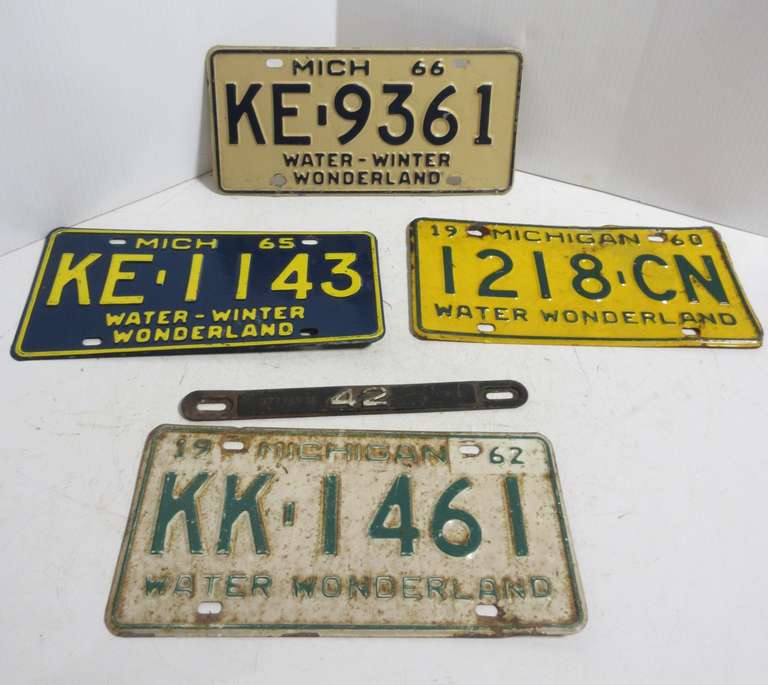 MICH 66
KE-9361
WATER - WINTER
WONDERLAND
MICH 65
KE-1143
WATER - WINTER
WONDERLAND
19 MICHIGAN 60
1218-CN
WATER WONDERLAND
42
19 MICHIGAN 62
KK-1461
WATER WONDERLAND